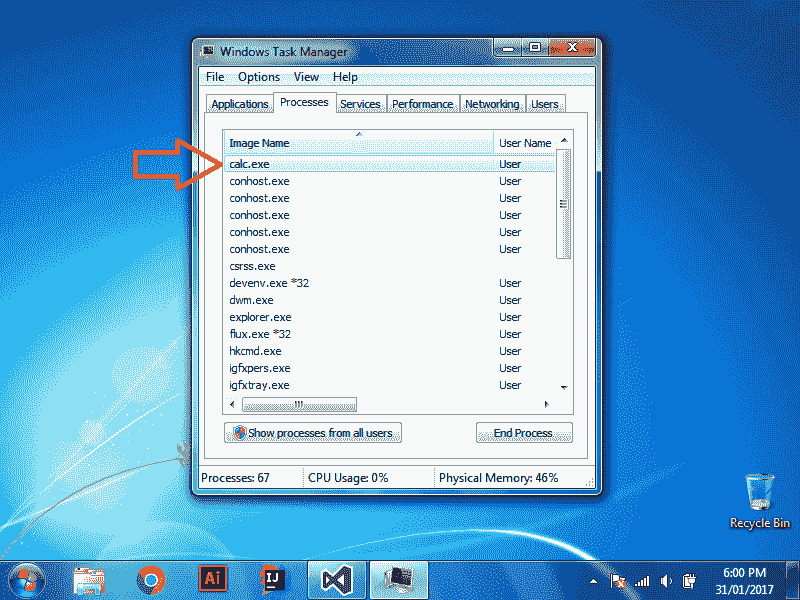 Windows Task Manager
File Options View Help
Applications Processes Services Performance Networking Users
Image Name User Name
calc.exe User
conhost.exe User
conhost.exe User
conhost.exe User
conhost.exe User
conhost.exe User
csrss.exe
devenv.exe *32 User
dwm.exe User
explorer.exe User
flux.exe *32 User
hkcmd.exe User
igfxpers.exe User
igfxtray.exe User
Show processes from all users End Process
Processes: 67 CPU Usage: 0% Physical Memory: 46%
Recycle Bin
Ai IJ 6:00 PM
31/01/2017